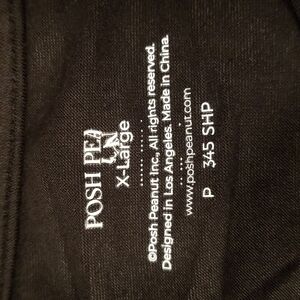 POSH PEA
X-Large
©Posh Peanut Inc., All rights reserved.
Designed in Los Angeles. Made in China.
www.poshpeanut.com
P 345 SHP